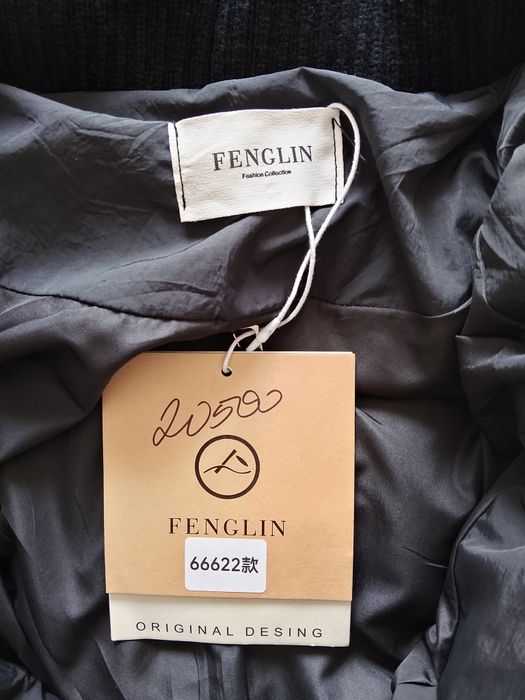 FENGLIN
Fashion Collection
20500
FENGLIN
66622款
ORIGINAL DESING